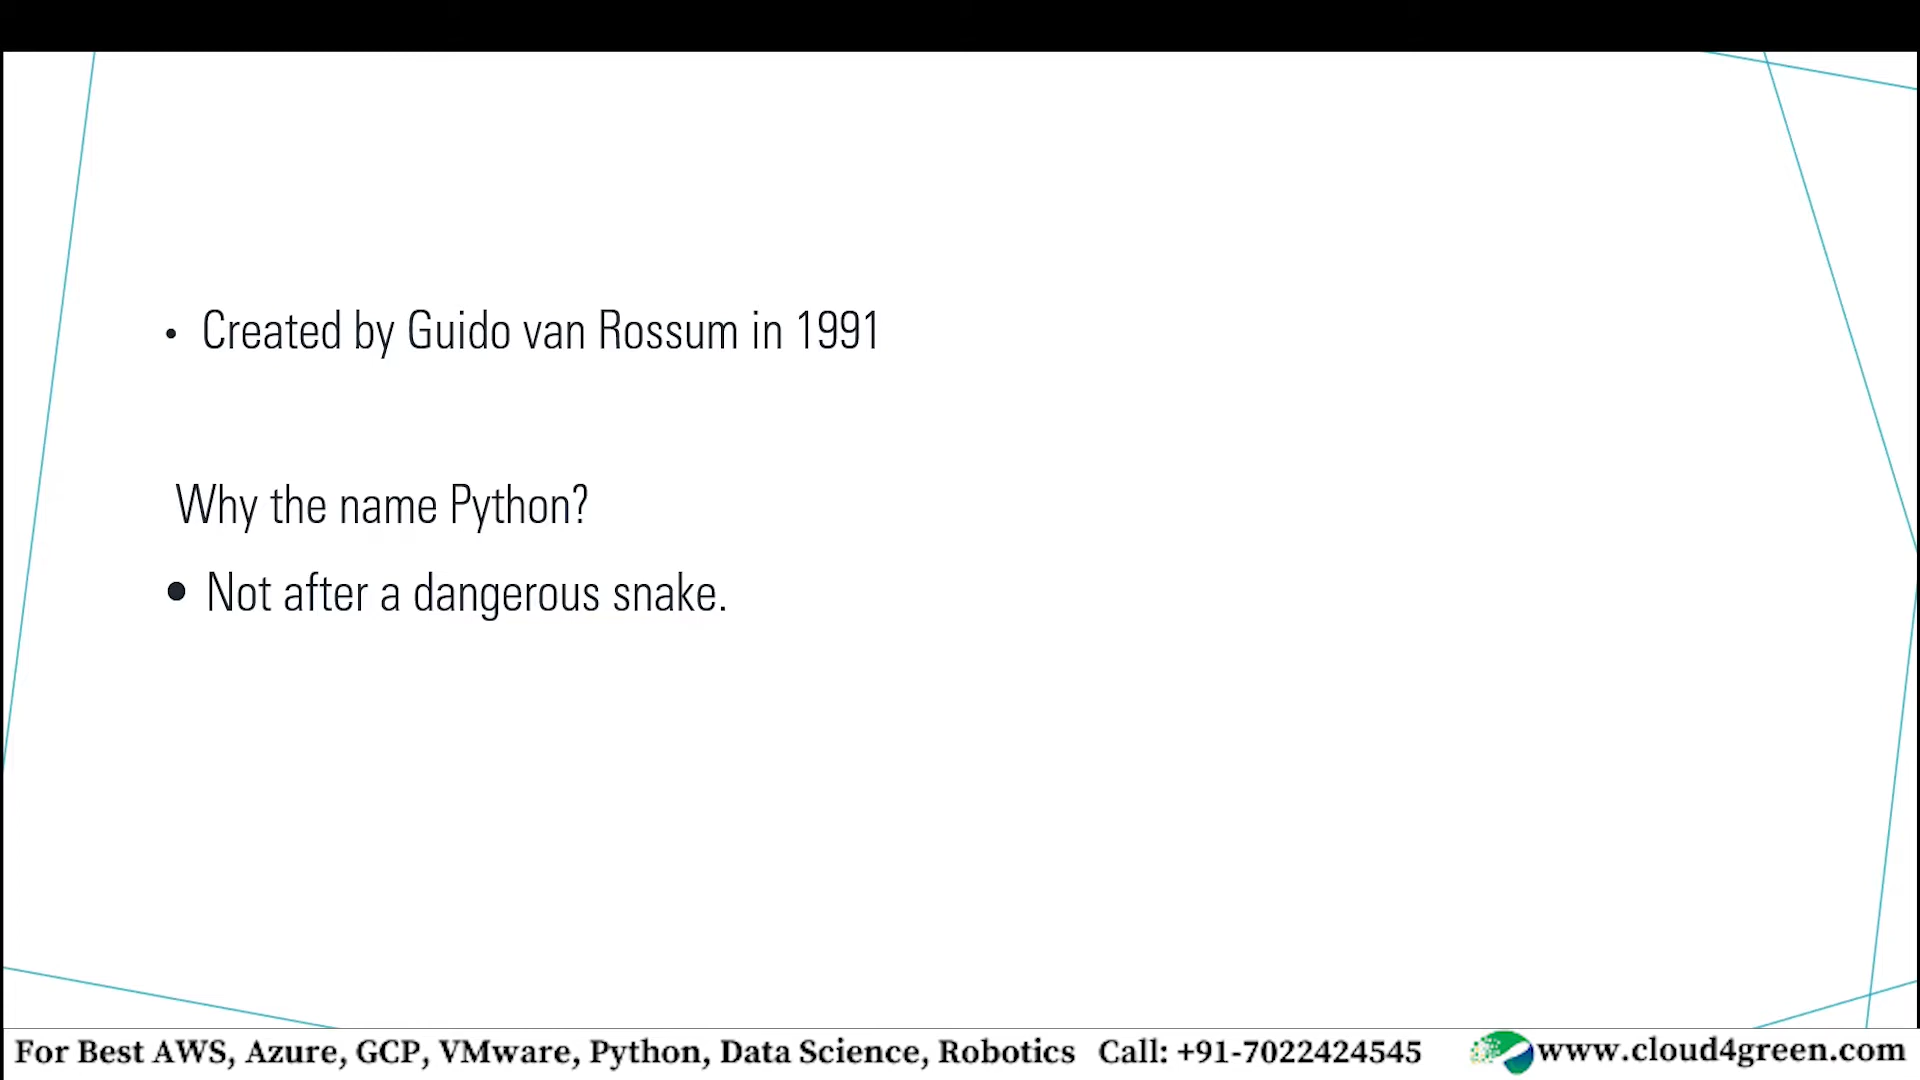 • Created by Guido van Rossum in 1991
Why the name Python?
• Not after a dangerous snake.
For Best AWS, Azure, GCP, VMware, Python, Data Science, Robotics Call: +91-7022424545 www.cloud4green.com